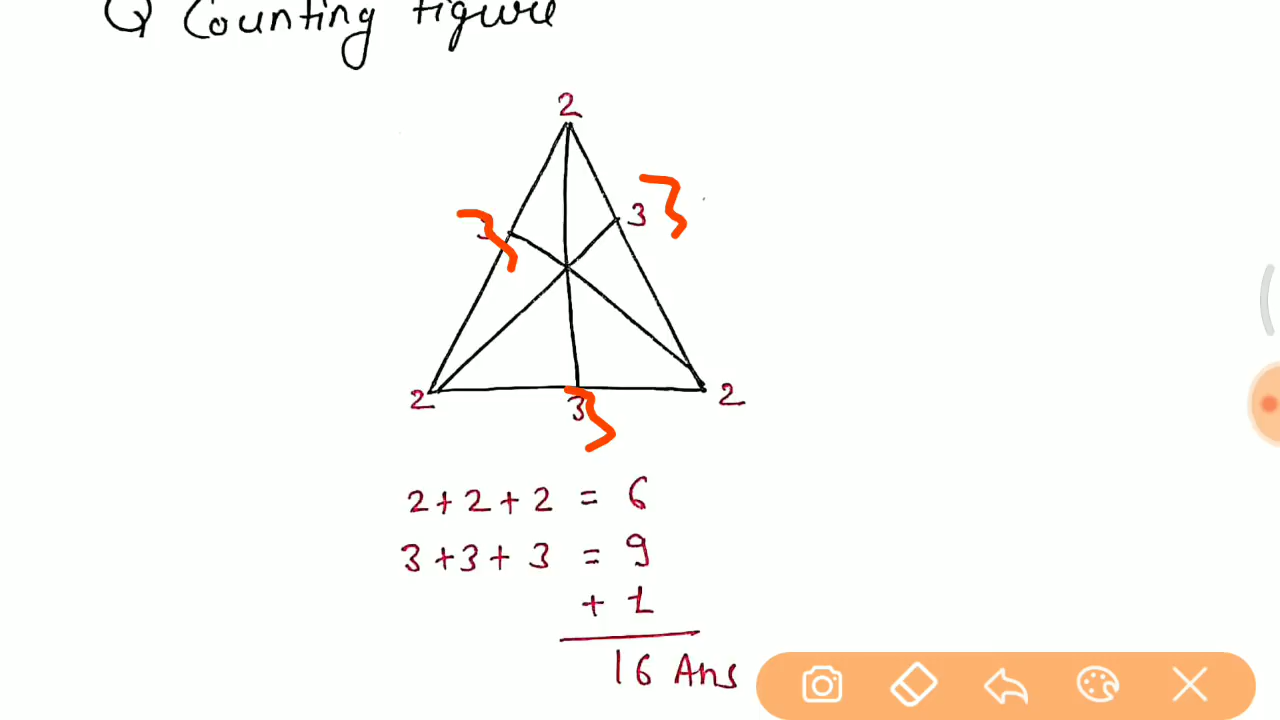 Q Counting figure
2
3
3
2
3
2
2 + 2 + 2 = 6
3 + 3 + 3 = 9
+ 1
16 Ans